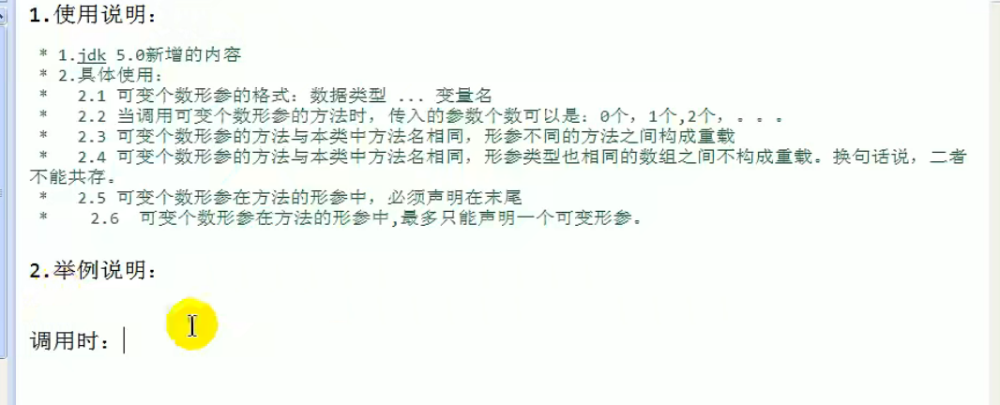 1.使用说明：
* 1.jdk 5.0新增的内容
* 2.具体使用：
* 2.1 可变个数形参的格式：数据类型 ... 变量名
* 2.2 当调用可变个数形参的方法时，传入的参数个数可以是：0个，1个,2个，。。。
* 2.3 可变个数形参的方法与本类中方法名相同，形参不同的方法之间构成重载
* 2.4 可变个数形参的方法与本类中方法名相同，形参类型也相同的数组之间不构成重载。换句话说，二者
不能共存。
* 2.5 可变个数形参在方法的形参中，必须声明在末尾
* 2.6 可变个数形参在方法的形参中,最多只能声明一个可变形参。
2.举例说明：
调用时：